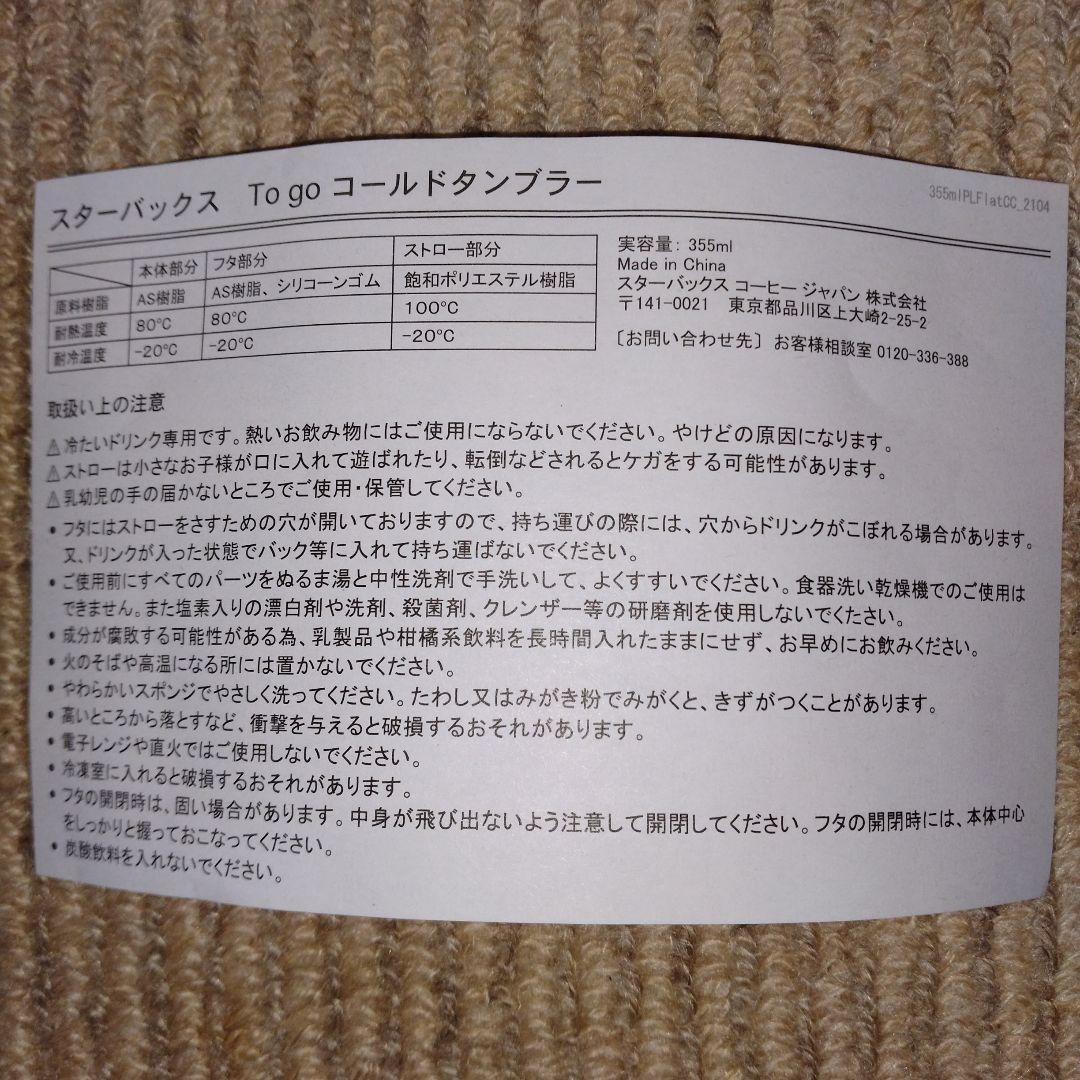 スターバックス To go コールドタンブラー
355mlPLFlatCC_2104
本体部分 フタ部分 ストロー部分
原料樹脂 AS樹脂 AS樹脂、シリコーンゴム 飽和ポリエステル樹脂
耐熱温度 80℃ 80℃ 100℃
耐冷温度 -20℃ -20℃ -20℃
実容量: 355ml
Made in China
スターバックス コーヒー ジャパン 株式会社
〒141-0021 東京都品川区上大崎2-25-2
〔お問い合わせ先〕 お客様相談室 0120-336-388
取扱い上の注意
⚠冷たいドリンク専用です。熱いお飲み物にはご使用にならないでください。やけどの原因になります。
⚠ストローは小さなお子様が口に入れて遊ばれたり、転倒などされるとケガをする可能性があります。
⚠乳幼児の手の届かないところでご使用・保管してください。
・フタにはストローをさすための穴が開いておりますので、持ち運びの際には、穴からドリンクがこぼれる場合があります。
又、ドリンクが入った状態でバック等に入れて持ち運ばないでください。
・ご使用前にすべてのパーツをぬるま湯と中性洗剤で手洗いして、よくすすいでください。食器洗い乾燥機でのご使用は
できません。また塩素入りの漂白剤や洗剤、殺菌剤、クレンザー等の研磨剤を使用しないでください。
・成分が腐敗する可能性がある為、乳製品や柑橘系飲料を長時間入れたままにせず、お早めにお飲みください。
・火のそばや高温になる所には置かないでください。
・やわらかいスポンジでやさしく洗ってください。たわし又はみがき粉でみがくと、きずがつくことがあります。
・高いところから落とすなど、衝撃を与えると破損するおそれがあります。
・電子レンジや直火ではご使用しないでください。
・冷凍室に入れると破損するおそれがあります。
・フタの開閉時は、固い場合があります。中身が飛び出ないよう注意して開閉してください。フタの開閉時には、本体中心
をしっかりと握っておこなってください。
・炭酸飲料を入れないでください。